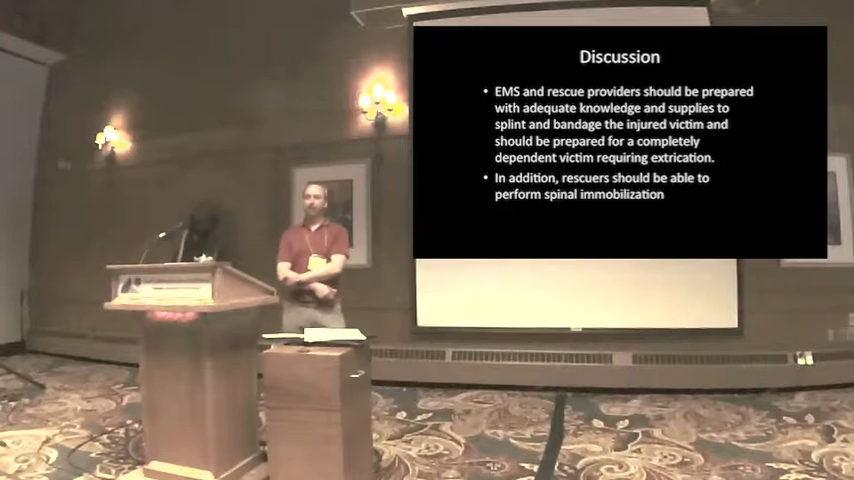 Discussion
• EMS and rescue providers should be prepared
with adequate knowledge and supplies to
splint and bandage the injured victim and
should be prepared for a completely
dependent victim requiring extrication.
• In addition, rescuers should be able to
perform spinal immobilization